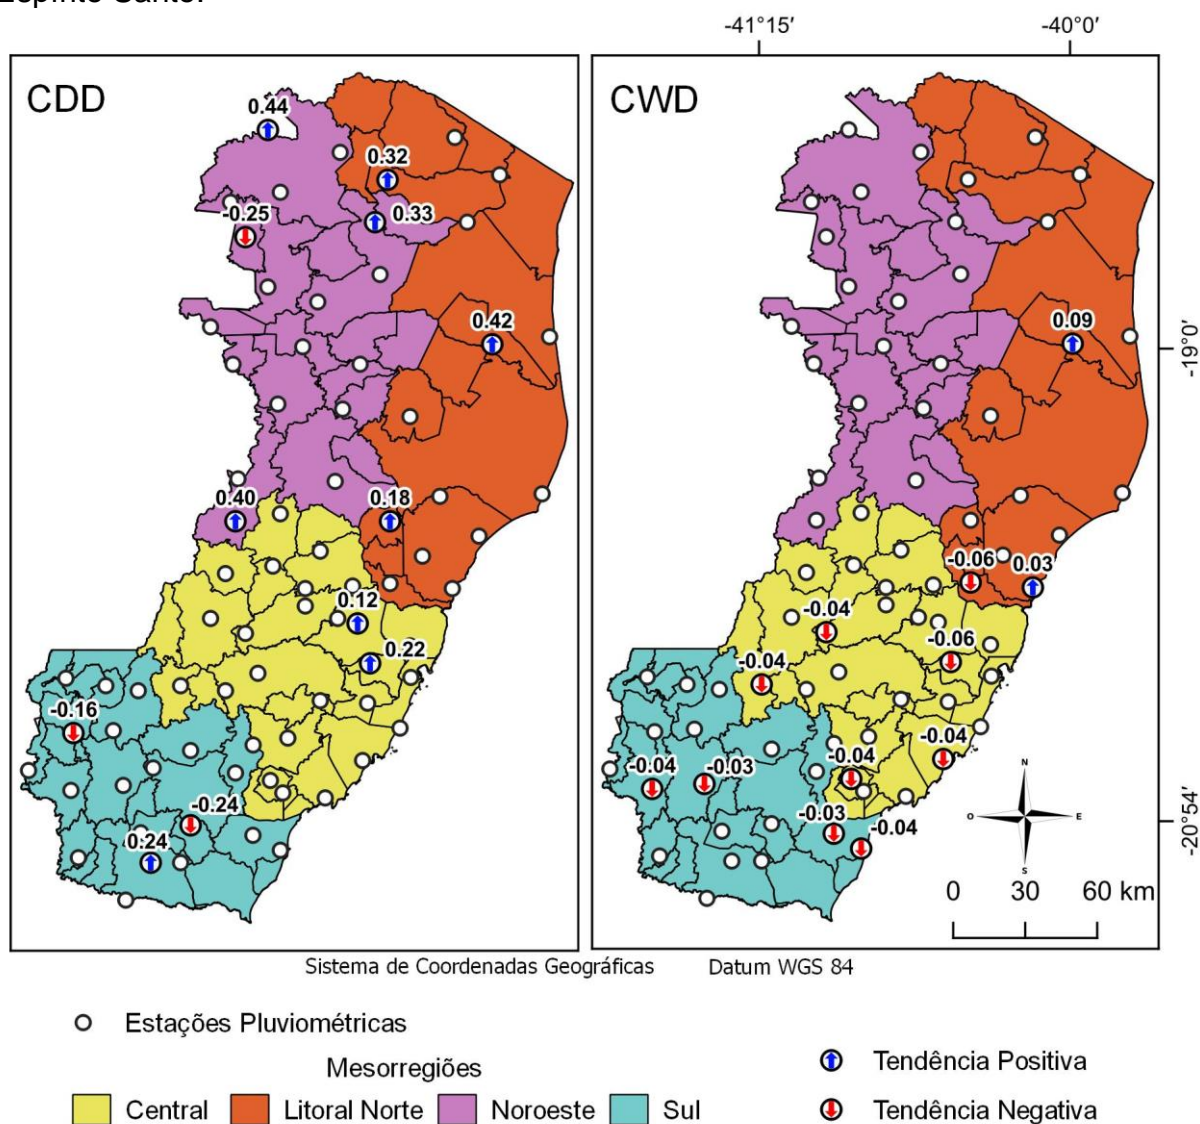 Espírito Santo.
-41°15′ -40°0′
CDD
CWD
0.44
0.32
0.33
-0.25
0.42
0.09
-19°0′
0.40
0.18
-0.06
0.03
0.12
-0.04
0.22
-0.06
-0.04
-0.16
-0.04
-0.04
-0.04
-0.03
-0.24
-0.03
-0.04
0.24
N
O
E
S
-20°54′
0 30 60 km
Sistema de Coordenadas Geográficas Datum WGS 84
Estações Pluviométricas
Mesorregiões
Tendência Positiva
Central Litoral Norte Noroeste Sul
Tendência Negativa